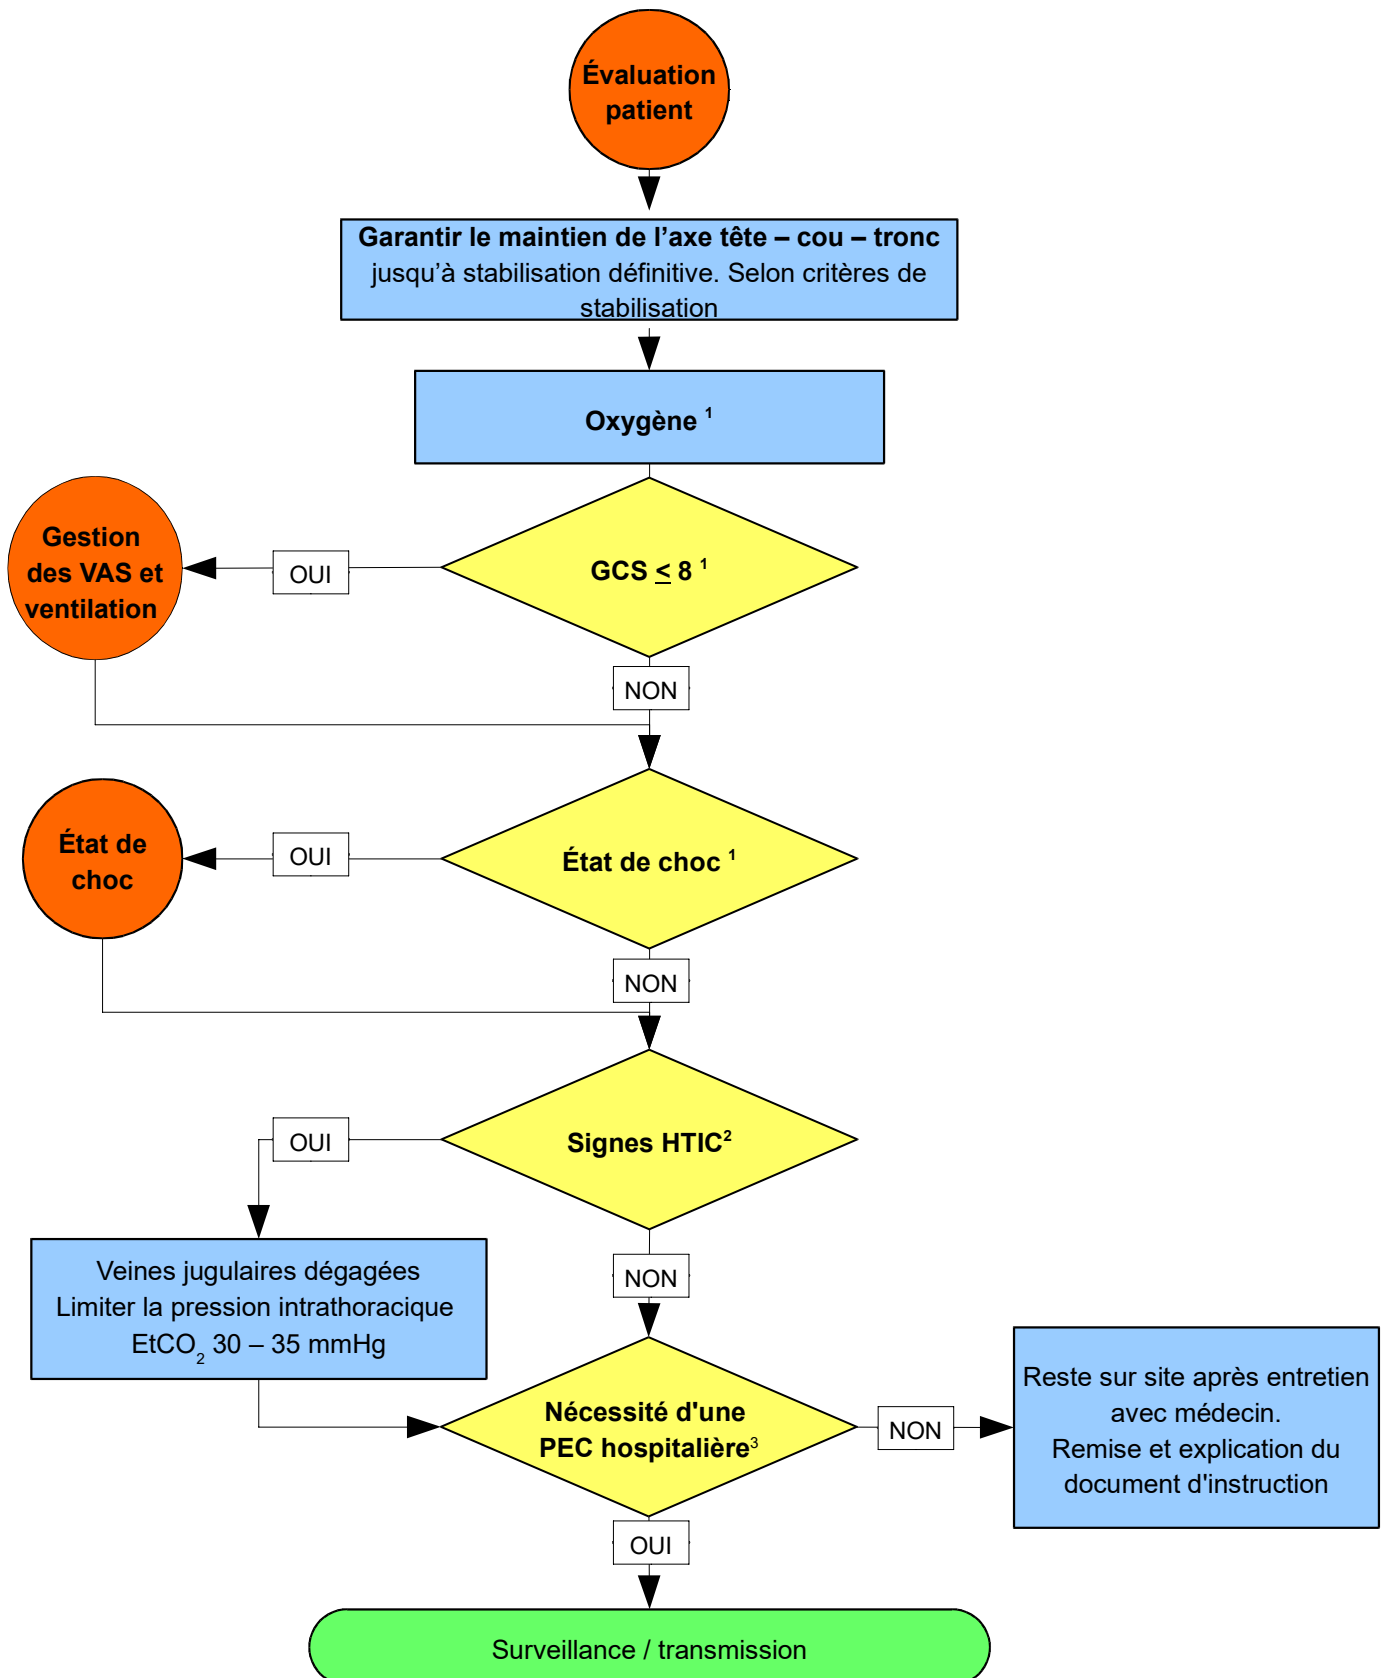 Évaluation
patient
Garantir le maintien de l'axe tête – cou – tronc
jusqu'à stabilisation définitive. Selon critères de
stabilisation
Oxygène ¹
Gestion
des VAS et
ventilation
OUI
GCS ≤ 8 ¹
NON
État de
choc
OUI
État de choc ¹
NON
OUI
Signes HTIC²
NON
Veines jugulaires dégagées
Limiter la pression intrathoracique
EtCO₂ 30 – 35 mmHg
Nécessité d'une
PEC hospitalière³
NON
Reste sur site après entretien
avec médecin.
Remise et explication du
document d'instruction
OUI
Surveillance / transmission